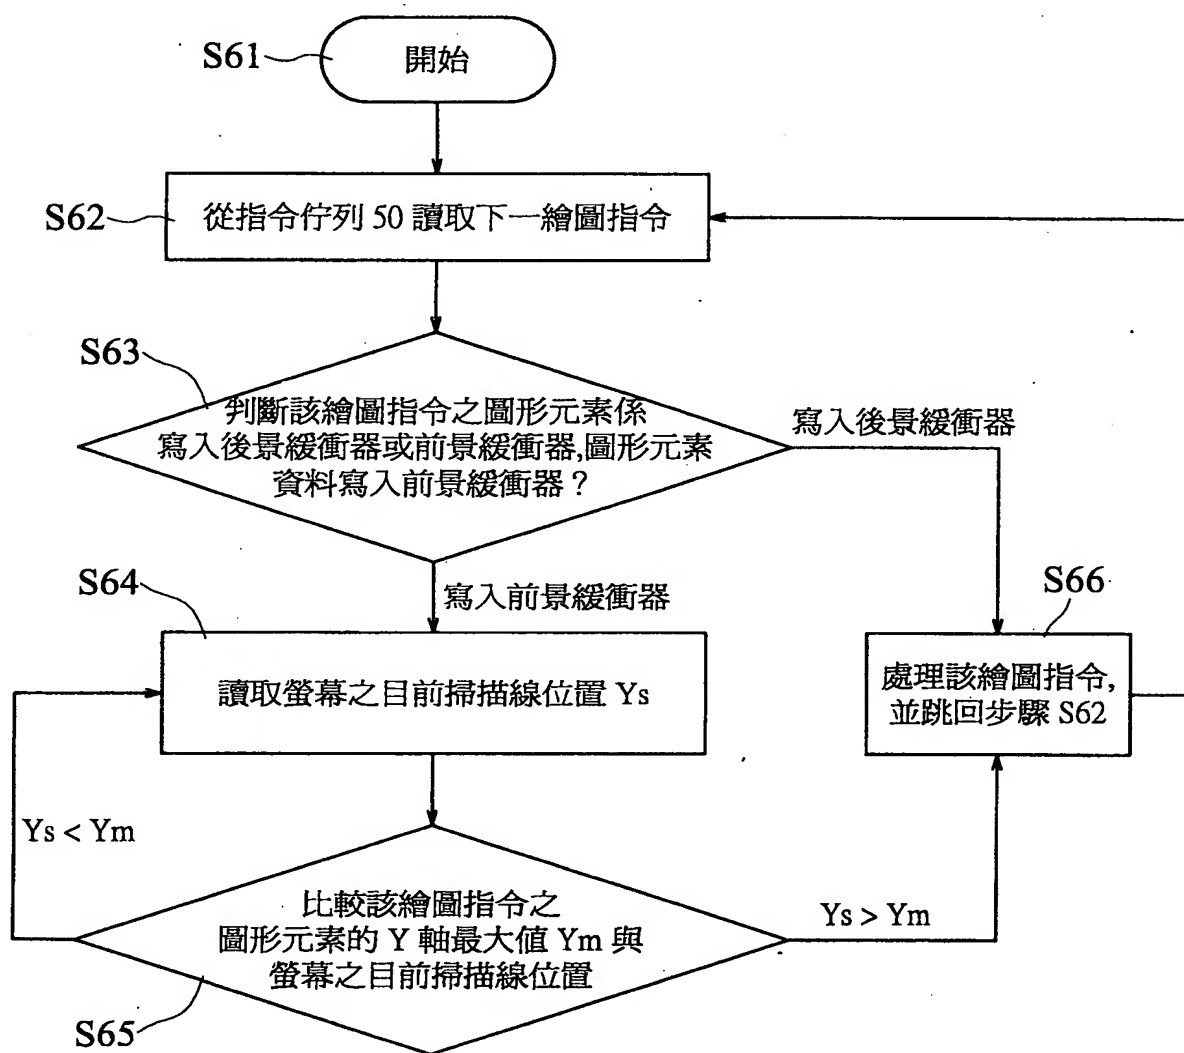 S61
開始
S62
從指令佇列 50 讀取下一繪圖指令
S63
判斷該繪圖指令之圖形元素係
寫入後景緩衝器或前景緩衝器,圖形元素
資料寫入前景緩衝器？
寫入後景緩衝器
S64
寫入前景緩衝器
S66
讀取螢幕之目前掃描線位置 Ys
處理該繪圖指令,
並跳回步驟 S62
Ys < Ym
比較該繪圖指令之
圖形元素的 Y 軸最大值 Ym 與
螢幕之目前掃描線位置
Ys > Ym
S65